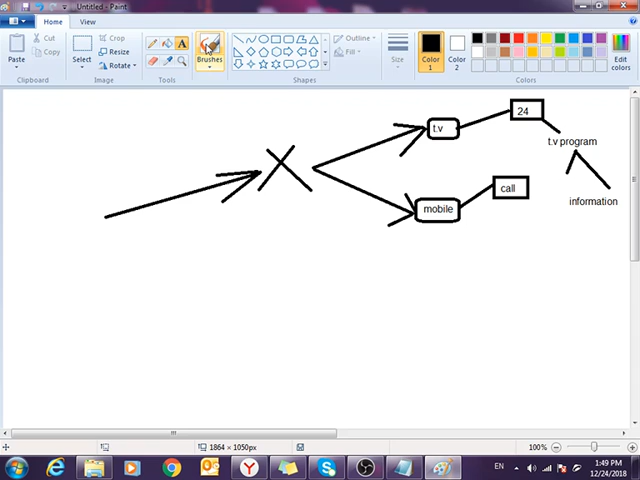 Untitled - Paint
Home
View
Paste
Cut
Copy
Clipboard
Select
Crop
Resize
Rotate
Image
A
Tools
Brushes
Outline
Fill
Shapes
Size
Color
1
Color
2
Colors
Edit
colors
t.v
24
t.v program
information
mobile
call
X
1864 × 1050px
100%
EN
1:49 PM
12/24/2018